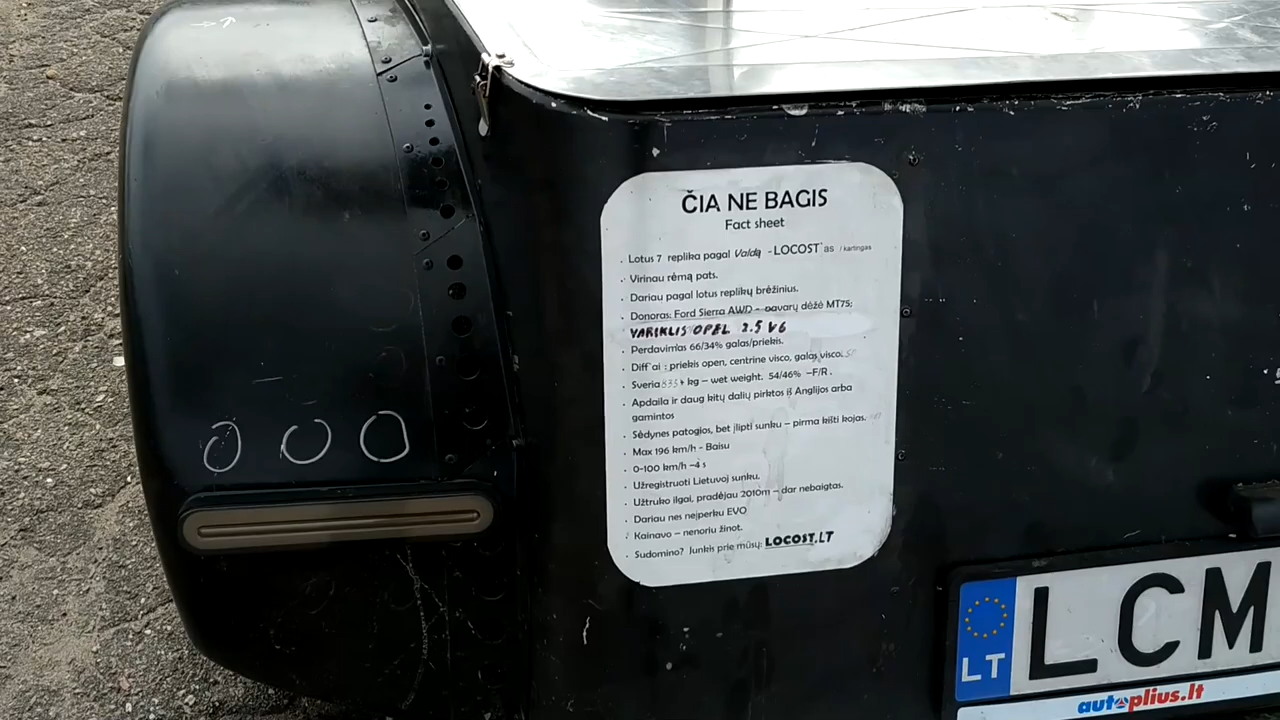 ČIA NE BAGIS
Fact sheet
. Lotus 7 replika pagal Valdą - LOCOST'as / kartingas
. Virinau rėmą pats.
. Dariau pagal lotus replikų brėžinius.
. Donoras: Ford Sierra AWD - pavarų dėžė MT75;
VARIKLIS OPEL 2.5 V6
. Perdavimas 66/34% galas/priekis.
. Diff'ai : priekis open, centrine visco, galas visco.
. Sveria 835+ kg – wet weight. 54/46% –F/R.
. Apdaila ir daug kitų dalių pirktos iš Anglijos arba
gamintos
. Sėdynes patogios, bet įlipti sunku – pirma kišti kojas.
. Max 196 km/h - Baisu
. 0-100 km/h ~4 s
. Užregistruoti Lietuvoj sunku.
. Užtruko ilgai, pradėjau 2010m – dar nebaigtas.
. Dariau nes neįperku EVO
. Kainavo – nenoriu žinot.
. Sudomino? Junkis prie mūsų: LOCOST.LT
LT LCM
autoplius.lt